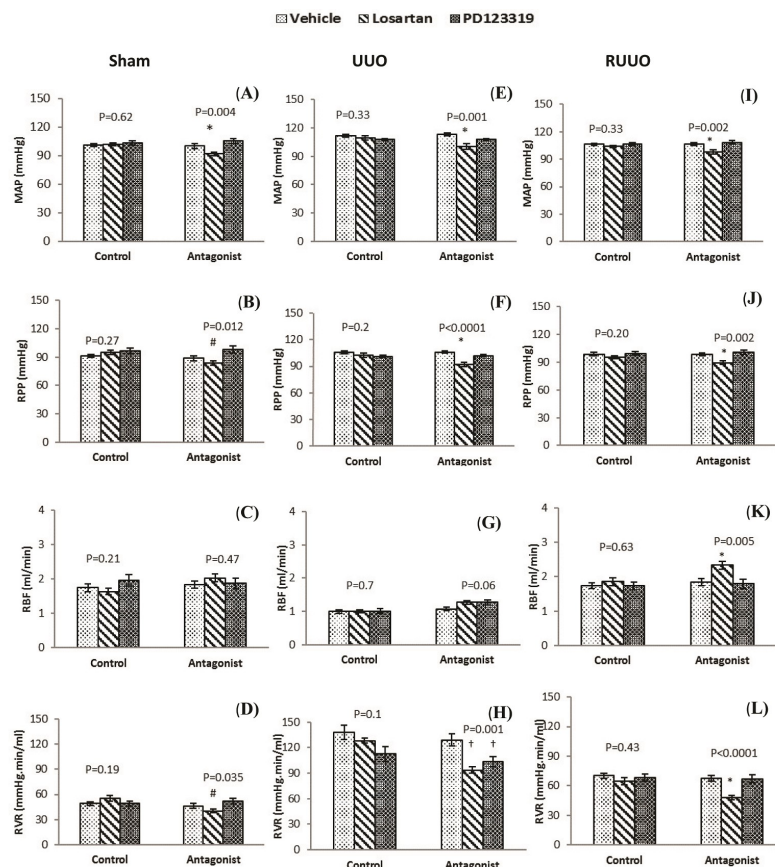 Vehicle Losartan PD123319
Sham UUO RUUO
(A)
150
120
90
60
30
0
MAP (mmHg)
P=0.62
P=0.004
*
Control Antagonist
(E)
150
120
90
60
30
0
MAP (mmHg)
P=0.33
P=0.001
*
Control Antagonist
(I)
150
120
90
60
30
0
MAP (mmHg)
P=0.33
P=0.002
*
Control Antagonist
(B)
150
120
90
60
30
0
RPP (mmHg)
P=0.27
P=0.012
#
Control Antagonist
(F)
150
120
90
60
30
0
RPP (mmHg)
P=0.2
P<0.0001
*
Control Antagonist
(J)
150
120
90
60
30
0
RPP (mmHg)
P=0.20
P=0.002
*
Control Antagonist
(C)
4
3
2
1
0
RBF (ml/min)
P=0.21
P=0.47
Control Antagonist
(G)
4
3
2
1
0
RBF (ml/min)
P=0.7
P=0.06
Control Antagonist
(K)
4
3
2
1
0
RBF (ml/min)
P=0.63
P=0.005
*
Control Antagonist
(D)
150
120
90
60
30
0
RVR (mmHg.min/ml)
P=0.19
P=0.035
#
Control Antagonist
(H)
150
120
90
60
30
0
RVR (mmHg.min/ml)
P=0.1
P=0.001
† †
Control Antagonist
(L)
150
120
90
60
30
0
RVR (mmHg.min/ml)
P=0.43
P<0.0001
*
Control Antagonist